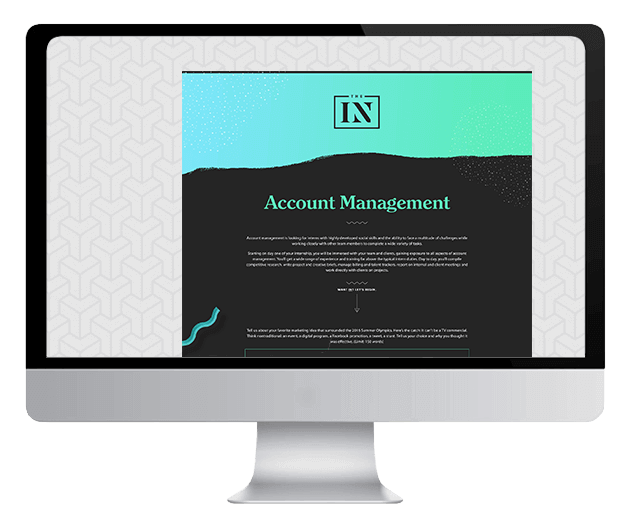 THE
IN
Account Management
Account management is looking for interns with highly developed social skills and the ability to face a multitude of challenges while
working closely with other team members to complete a wide variety of tasks.
Starting on day one of your internship, you will be immersed with your team and clients, gaining exposure to all aspects of account
management. You'll get a wide range of experience and training far above the typical intern duties. Day to day, you'll compile
competitive research, write project and creative briefs, manage billing and talent trackers, report on internal and client meetings and
work directly with clients on projects.
WANT IN? LET'S BEGIN.
Tell us about your favorite marketing idea that surrounded the 2016 Summer Olympics. Here's the catch: it can't be a TV commercial.
Think nontraditional: an event, a digital program, a Facebook promotion, a tweet, a stunt. Tell us your choice and why you thought it
was effective. (Limit: 150 words)